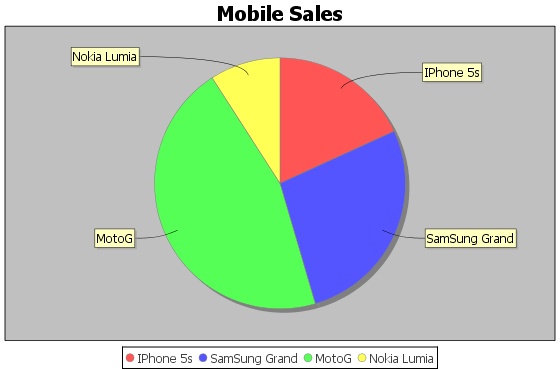 Mobile Sales
Nokia Lumia
IPhone 5s
MotoG
SamSung Grand
IPhone 5s SamSung Grand MotoG Nokia Lumia